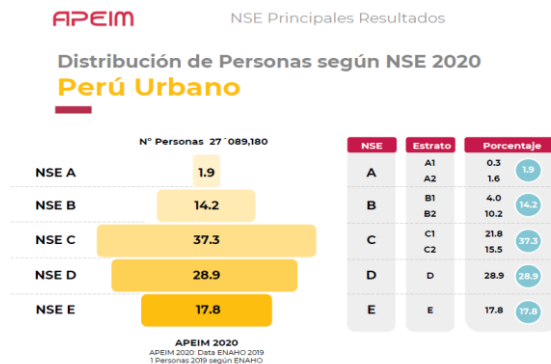 APEIM
NSE Principales Resultados
Distribución de Personas según NSE 2020
Perú Urbano
N° Personas 27´089,180
NSE A 1.9
NSE B 14.2
NSE C 37.3
NSE D 28.9
NSE E 17.8
APEIM 2020
APEIM 2020: Data ENAHO 2019
1 Personas 2019 según ENAHO
NSE Estrato Porcentaje
A A1 0.3 1.9
A2 1.6
B B1 4.0 14.2
B2 10.2
C C1 21.8 37.3
C2 15.5
D D 28.9 28.9
E E 17.8 17.8